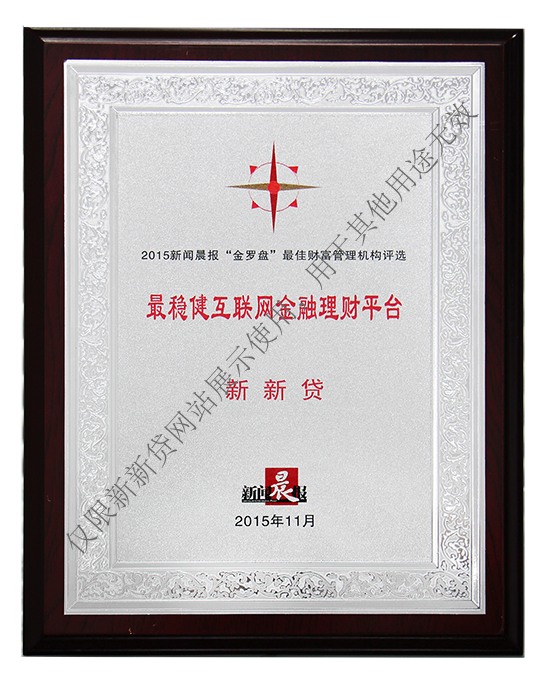 2015新闻晨报“金罗盘”最佳财富管理机构评选
最稳健互联网金融理财平台
新新贷
新闻晨报
2015年11月
仅限新新贷网站展示使用,用于其他用途无效